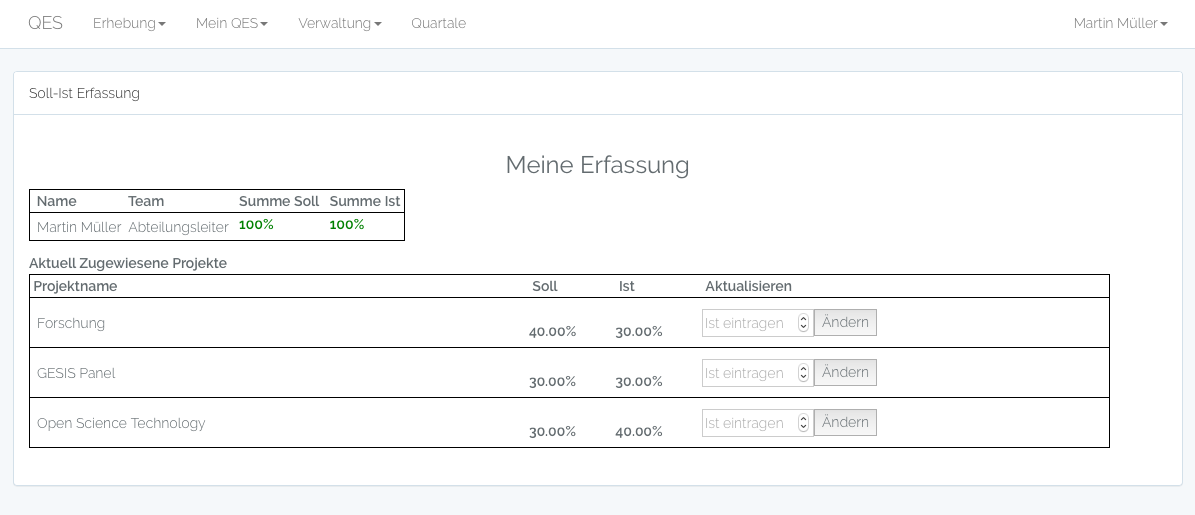 QES Erhebung Mein QES Verwaltung Quartale Martin Müller
Soll-Ist Erfassung
Meine Erfassung
Name Team Summe Soll Summe Ist
Martin Müller Abteilungsleiter 100% 100%
Aktuell Zugewiesene Projekte
Projektname Soll Ist Aktualisieren
Forschung 40.00% 30.00% Ist eintragen Ändern
GESIS Panel 30.00% 30.00% Ist eintragen Ändern
Open Science Technology 30.00% 40.00% Ist eintragen Ändern